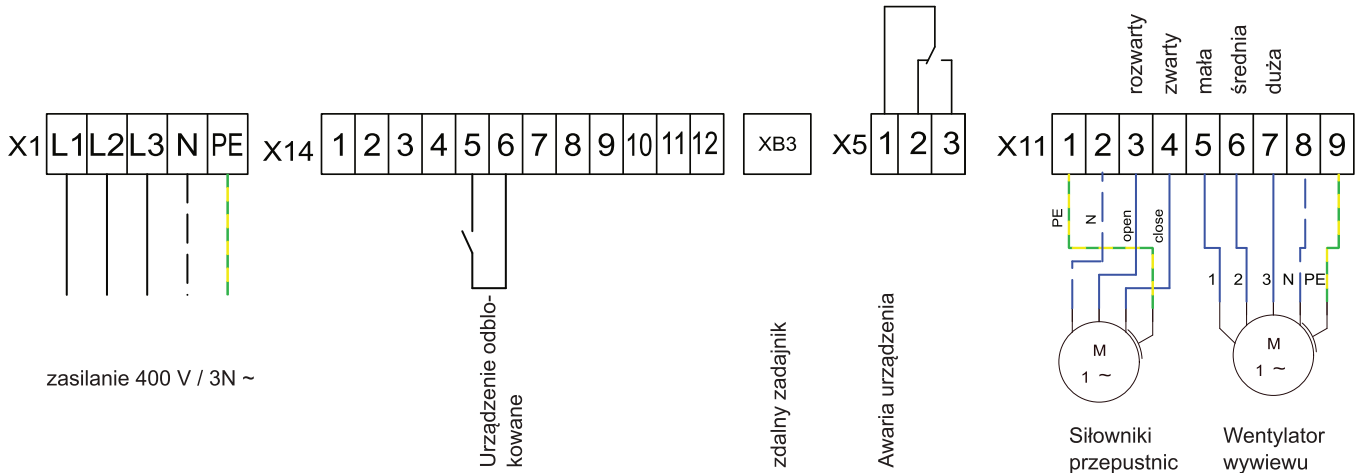 rozwarty
zwarty
mała
średnia
duża
X1 L1 L2 L3 N PE
X14 1 2 3 4 5 6 7 8 9 10 11 12
XB3
X5 1 2 3
X11 1 2 3 4 5 6 7 8 9
PE
N
open
close
1 2 3 N PE
M
1 ~
M
1 ~
zasilanie 400 V / 3N ~
Urządzenie odblo-
kowane
zdalny zadajnik
Awaria urządzenia
Siłowniki
przepustnic
Wentylator
wywiewu